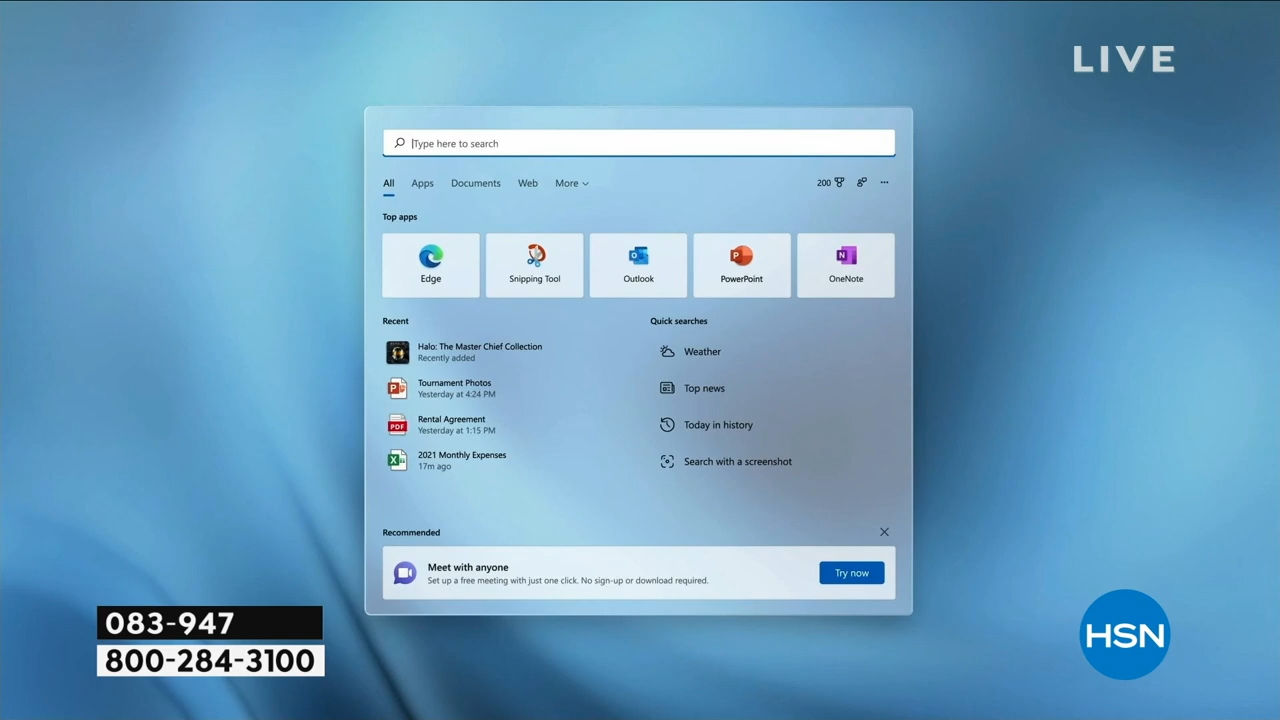 LIVE
Type here to search
All Apps Documents Web More 200
Top apps
Edge Snipping Tool Outlook PowerPoint OneNote
Recent
Halo: The Master Chief Collection
Recently added
Tournament Photos
Yesterday at 4:24 PM
Rental Agreement
Yesterday at 1:15 PM
2021 Monthly Expenses
17m ago
Quick searches
Weather
Top news
Today in history
Search with a screenshot
Recommended
Meet with anyone
Set up a free meeting with just one click. No sign-up or download required.
Try now
083-947
800-284-3100
HSN